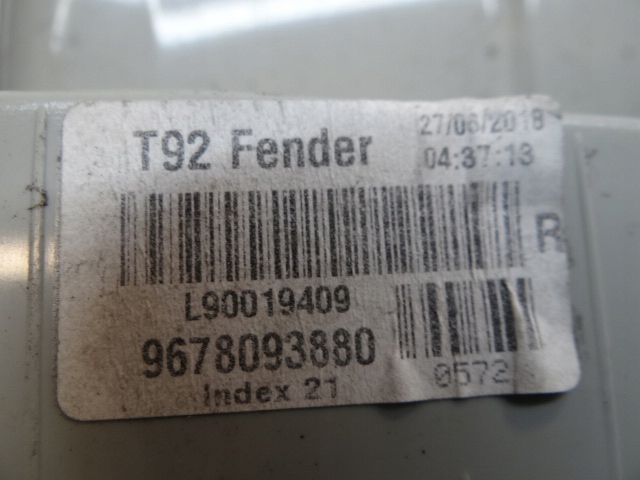 T92 Fender
27/06/2018
04:37:13
R
L90019409
9678093880
0572
Index 21